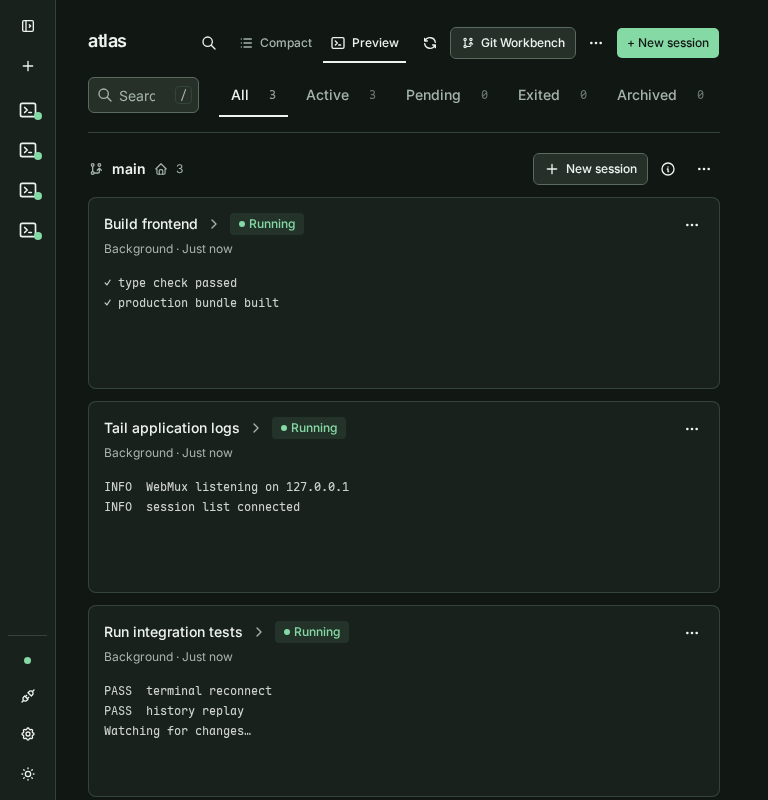 atlas
Compact
Preview
Git Workbench
+ New session
Searc
/
All 3
Active 3
Pending 0
Exited 0
Archived 0
main 3
New session
Build frontend
Running
Background · Just now
✓ type check passed
✓ production bundle built
Tail application logs
Running
Background · Just now
INFO  WebMux listening on 127.0.0.1
INFO  session list connected
Run integration tests
Running
Background · Just now
PASS  terminal reconnect
PASS  history replay
Watching for changes…